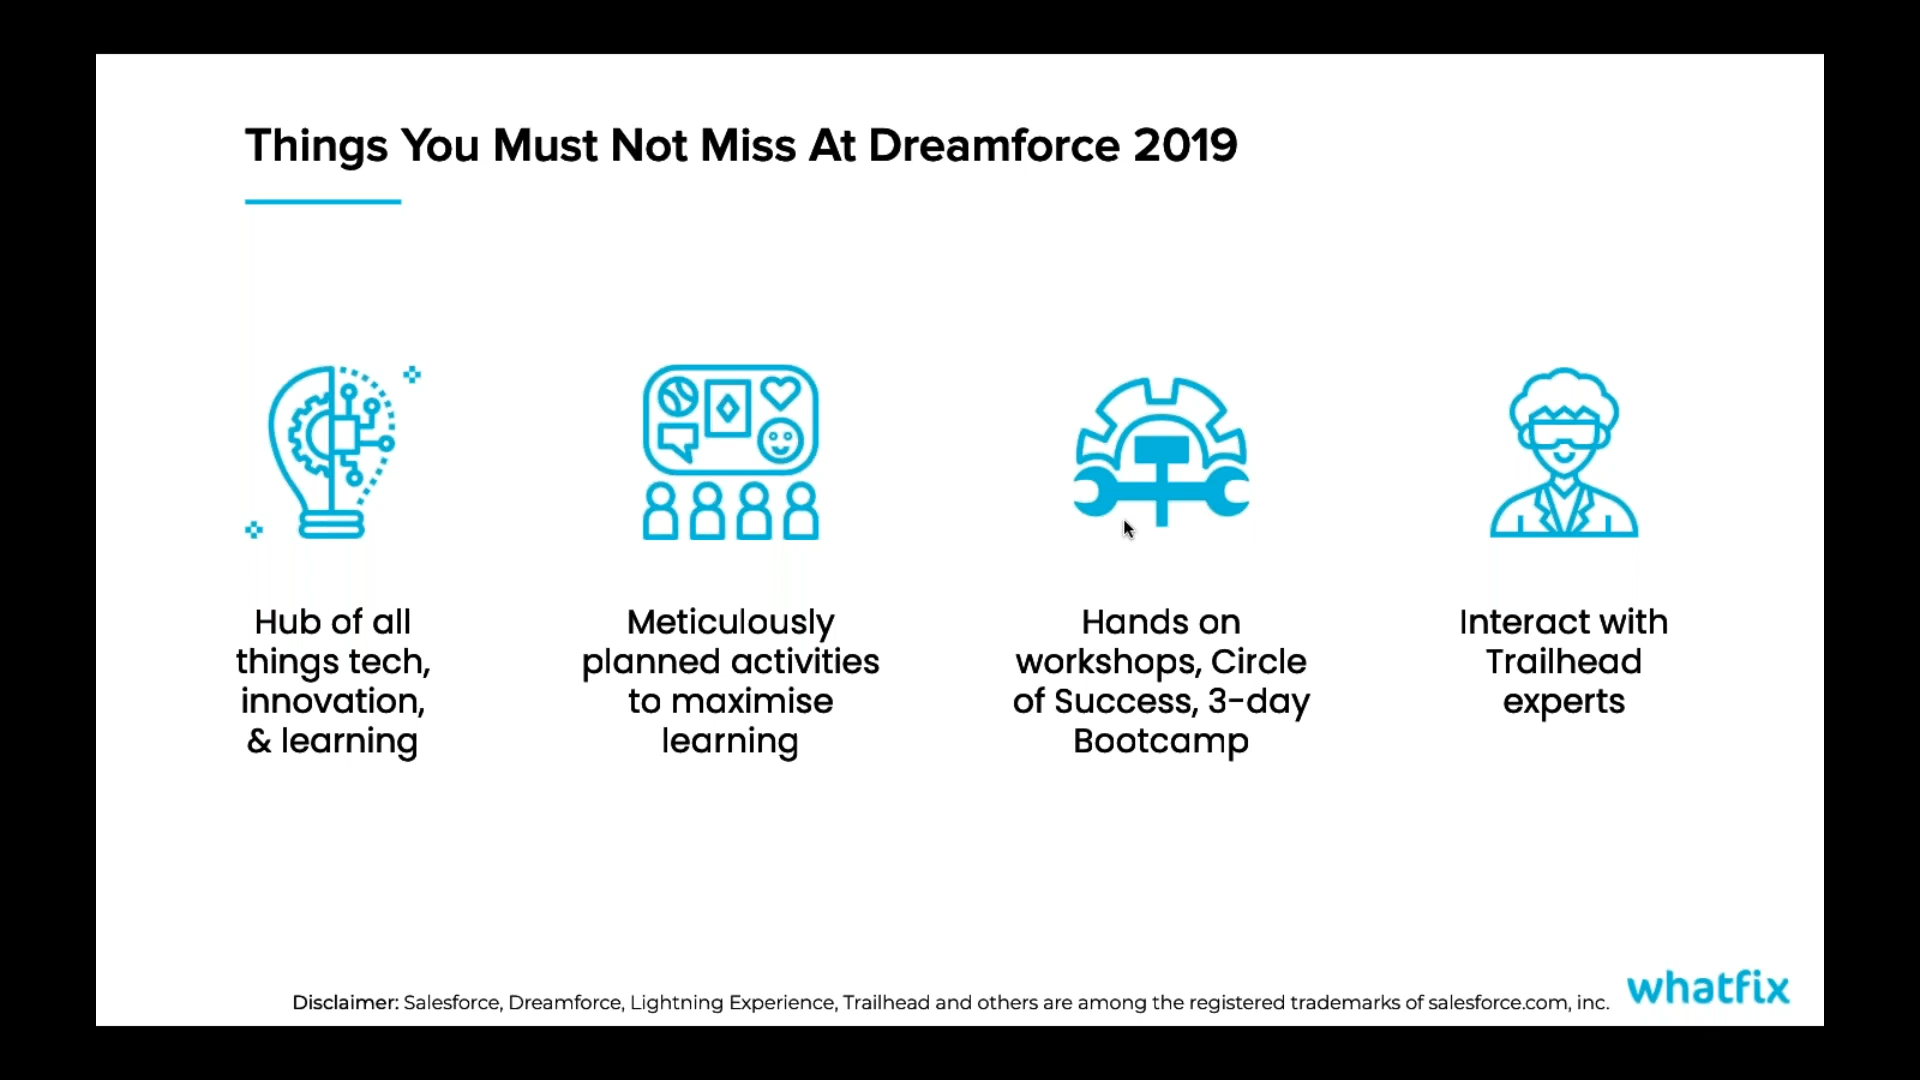 Things You Must Not Miss At Dreamforce 2019
Hub of all
things tech,
innovation,
& learning
Meticulously
planned activities
to maximise
learning
Hands on
workshops, Circle
of Success, 3-day
Bootcamp
Interact with
Trailhead
experts
Disclaimer: Salesforce, Dreamforce, Lightning Experience, Trailhead and others are among the registered trademarks of salesforce.com, inc.
whatfix